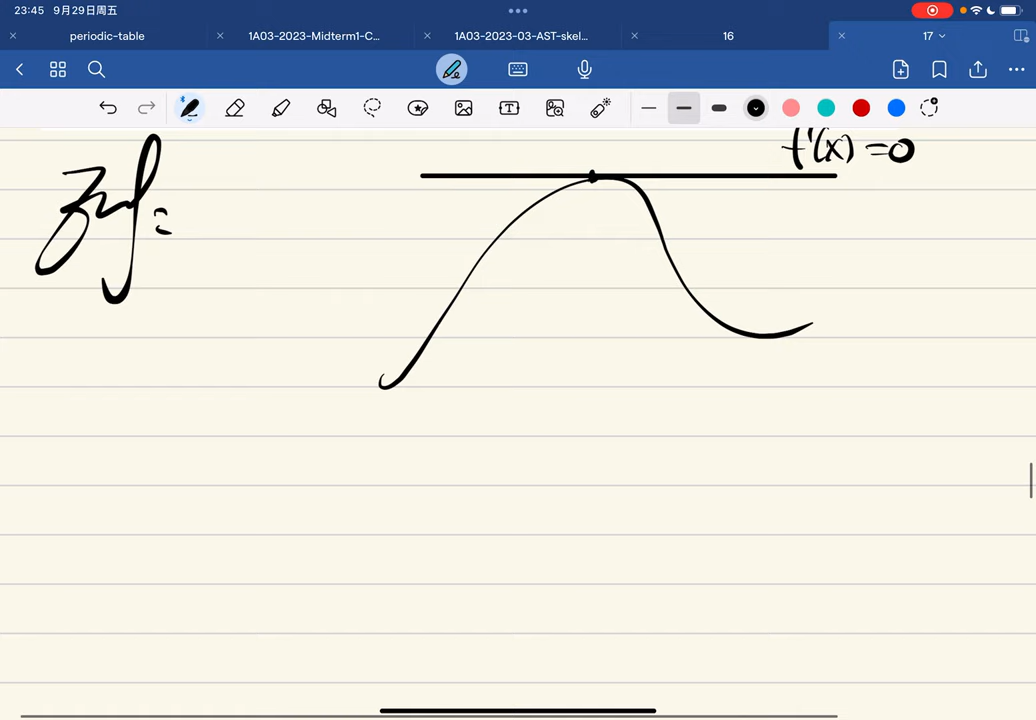 23:45 9月29日周五
periodic-table
1A03-2023-Midterm1-C...
1A03-2023-03-AST-skel...
16
17
f'(x)=0